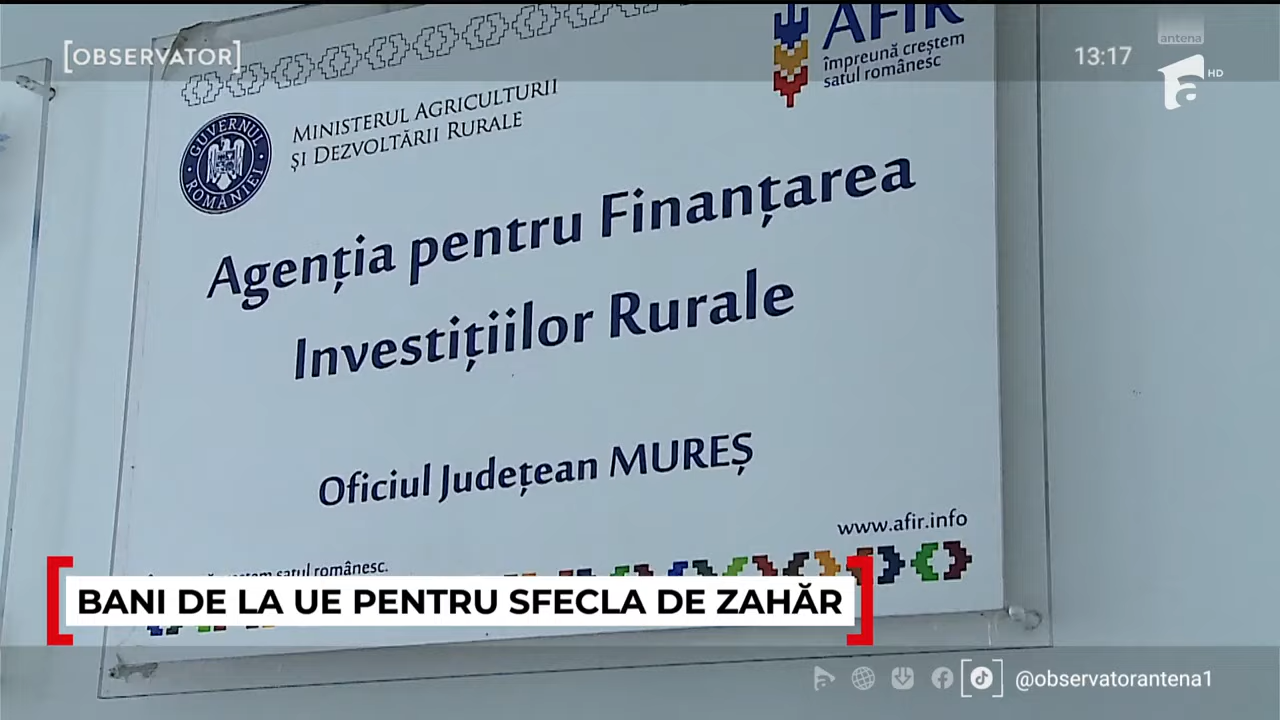 [OBSERVATOR]
13:17
antena
HD
AFIR
împreună creștem
satul românesc
GUVERNUL ROMÂNIEI
MINISTERUL AGRICULTURII
ȘI DEZVOLTĂRII RURALE
Agenția pentru Finanțarea
Investițiilor Rurale
Oficiul Județean MUREȘ
www.afir.info
satul românesc.
BANI DE LA UE PENTRU SFECLA DE ZAHĂR
@observatorantena1